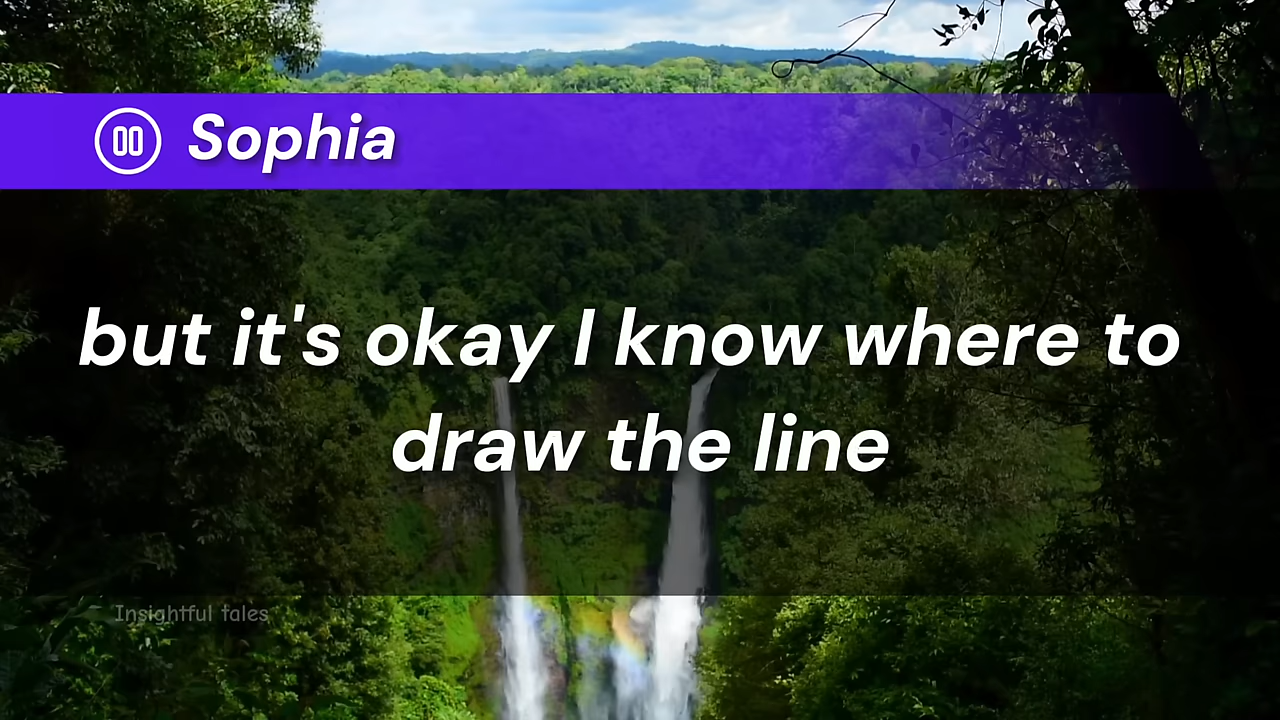 Sophia
but it's okay I know where to
draw the line
Insightful tales